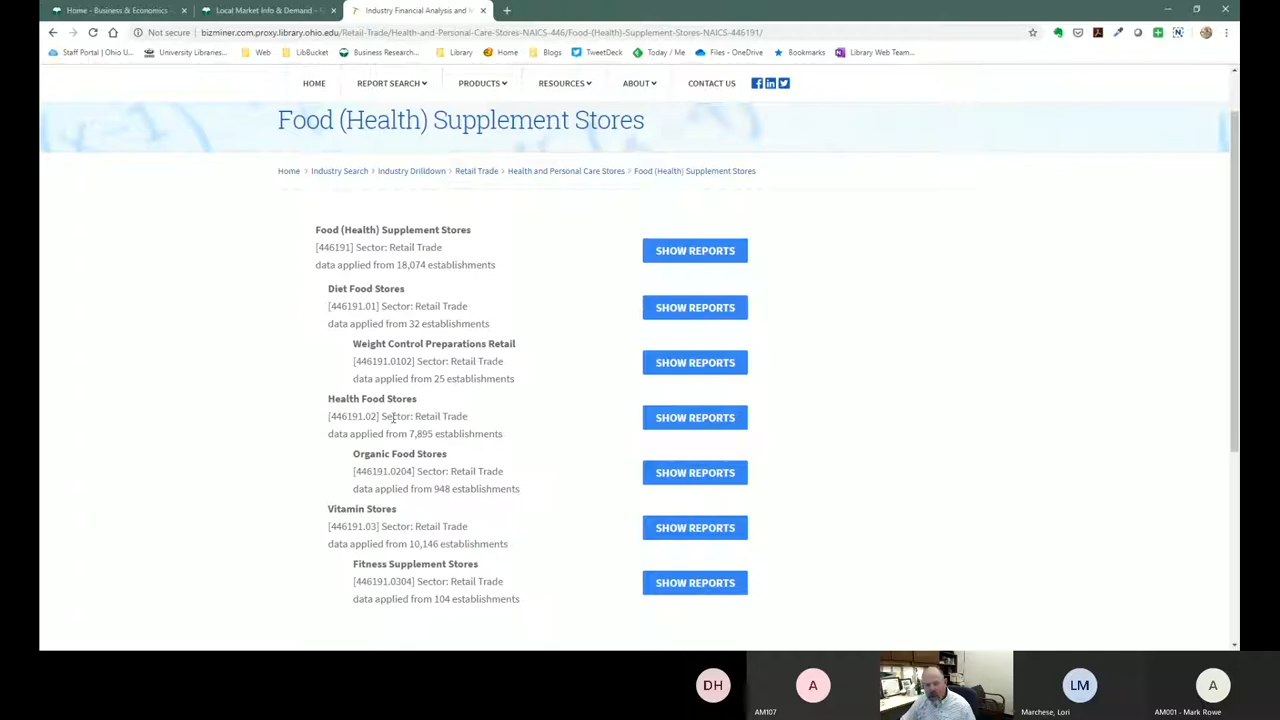 Home - Business & Economics -
Local Market Info & Demand -
Industry Financial Analysis and M
Not secure
bizminer.com.proxy.library.ohio.edu/Retail-Trade/Health-and-Personal-Care-Stores-NAICS-446/Food-(Health)-Supplement-Stores-NAICS-446191/
Staff Portal | Ohio U...
University Libraries...
Web
LibBucket
Business Research...
Library
Home
Blogs
TweetDeck
Today / Me
Files - OneDrive
Bookmarks
Library Web Team...
HOME
REPORT SEARCH
PRODUCTS
RESOURCES
ABOUT
CONTACT US
Food (Health) Supplement Stores
Home > Industry Search > Industry Drilldown > Retail Trade > Health and Personal Care Stores > Food (Health) Supplement Stores
Food (Health) Supplement Stores
[446191] Sector: Retail Trade
data applied from 18,074 establishments
SHOW REPORTS
Diet Food Stores
[446191.01] Sector: Retail Trade
data applied from 32 establishments
SHOW REPORTS
Weight Control Preparations Retail
[446191.0102] Sector: Retail Trade
data applied from 25 establishments
SHOW REPORTS
Health Food Stores
[446191.02] Sector: Retail Trade
data applied from 7,895 establishments
SHOW REPORTS
Organic Food Stores
[446191.0204] Sector: Retail Trade
data applied from 948 establishments
SHOW REPORTS
Vitamin Stores
[446191.03] Sector: Retail Trade
data applied from 10,146 establishments
SHOW REPORTS
Fitness Supplement Stores
[446191.0304] Sector: Retail Trade
data applied from 104 establishments
SHOW REPORTS
DH
A
AM107
LM
Marchese, Lori
A
AM001 - Mark Rowe